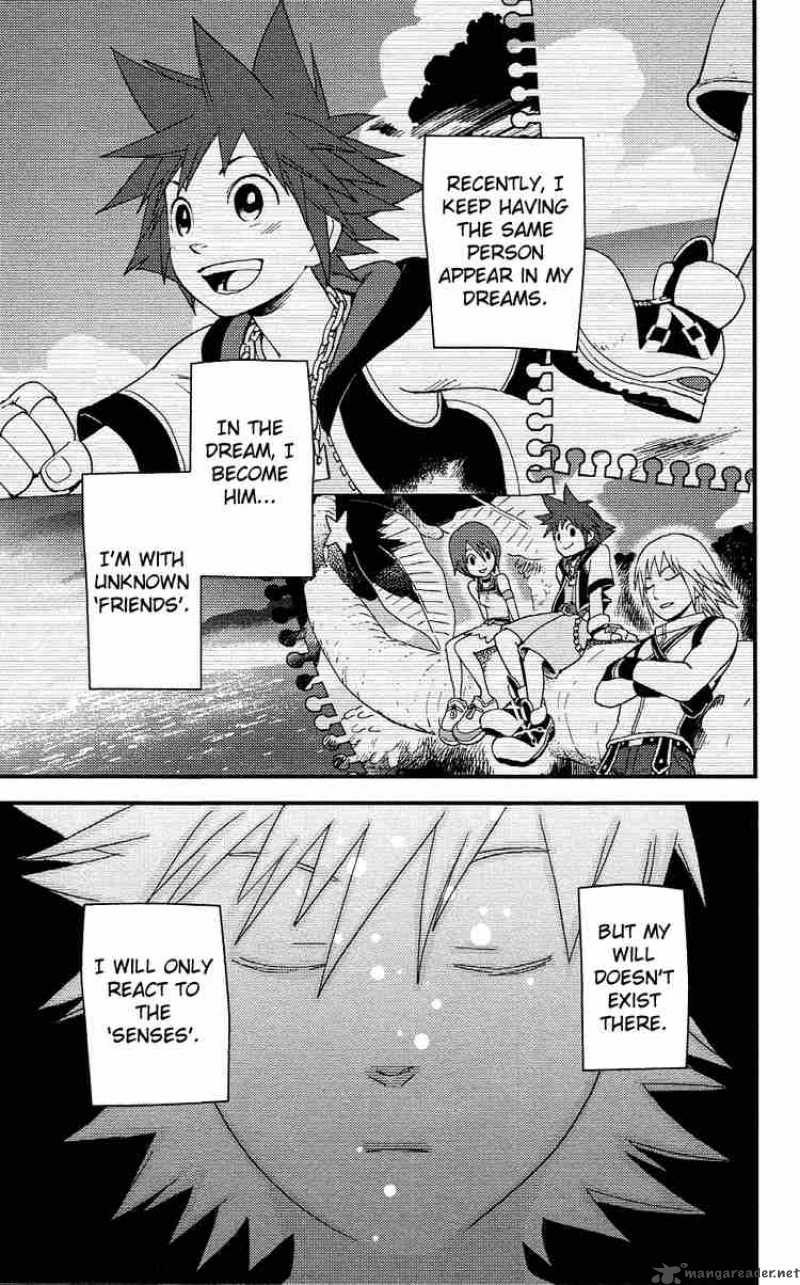 RECENTLY, I
KEEP HAVING
THE SAME
PERSON
APPEAR IN MY
DREAMS.
IN THE
DREAM, I
BECOME
HIM...
I'M WITH
UNKNOWN
'FRIENDS'.
BUT MY
WILL
DOESN'T
EXIST
THERE.
I WILL ONLY
REACT TO
THE
'SENSES'.
mangareader.net